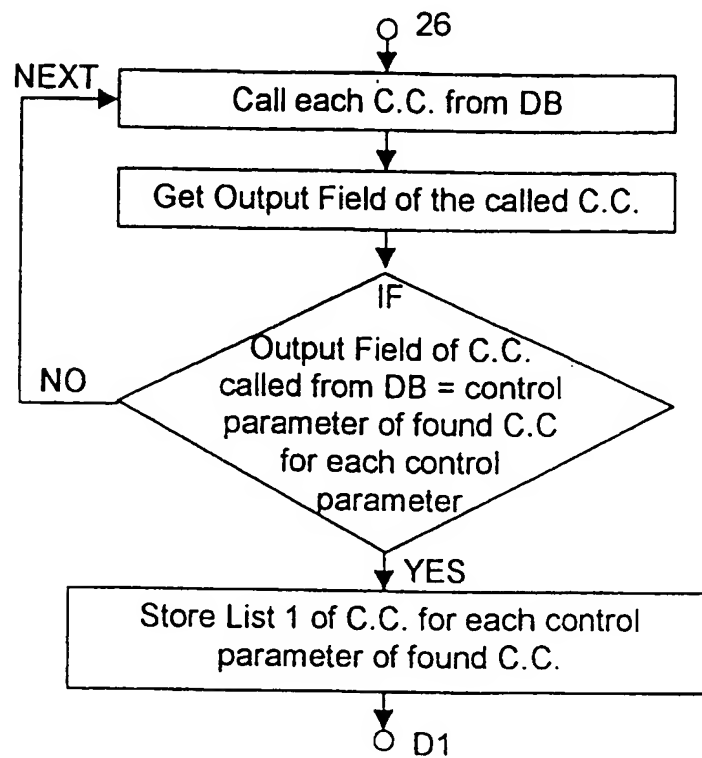 26
NEXT
Call each C.C. from DB
Get Output Field of the called C.C.
IF
Output Field of C.C.
called from DB = control
parameter of found C.C
for each control
parameter
NO
YES
Store List 1 of C.C. for each control
parameter of found C.C.
D1